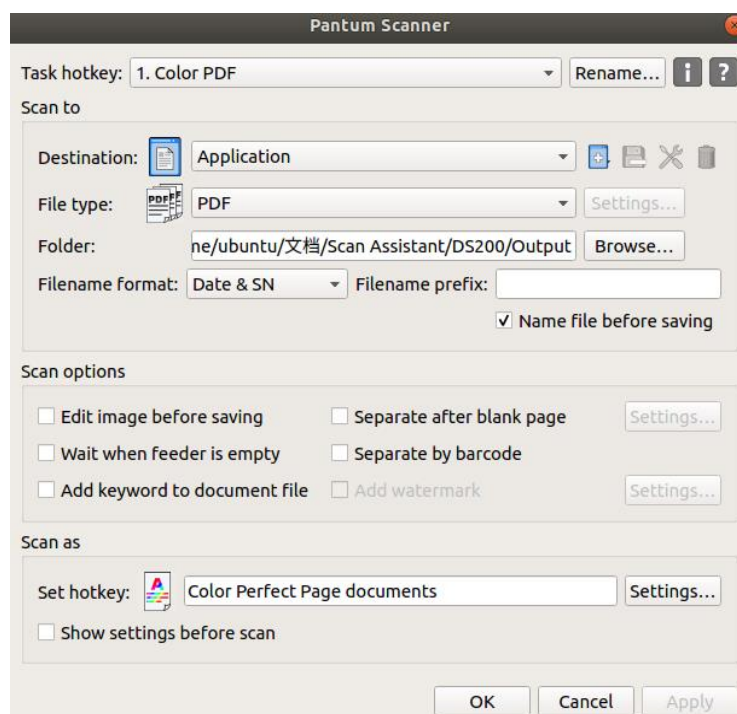 Pantum Scanner
Task hotkey: 1. Color PDF Rename... i ?
Scan to
Destination: Application
File type: PDF Settings...
Folder: ne/ubuntu/文档/Scan Assistant/DS200/Output Browse...
Filename format: Date & SN Filename prefix:
Name file before saving
Scan options
Edit image before saving Separate after blank page Settings...
Wait when feeder is empty Separate by barcode
Add keyword to document file Add watermark Settings...
Scan as
Set hotkey: Color Perfect Page documents Settings...
Show settings before scan
OK Cancel Apply